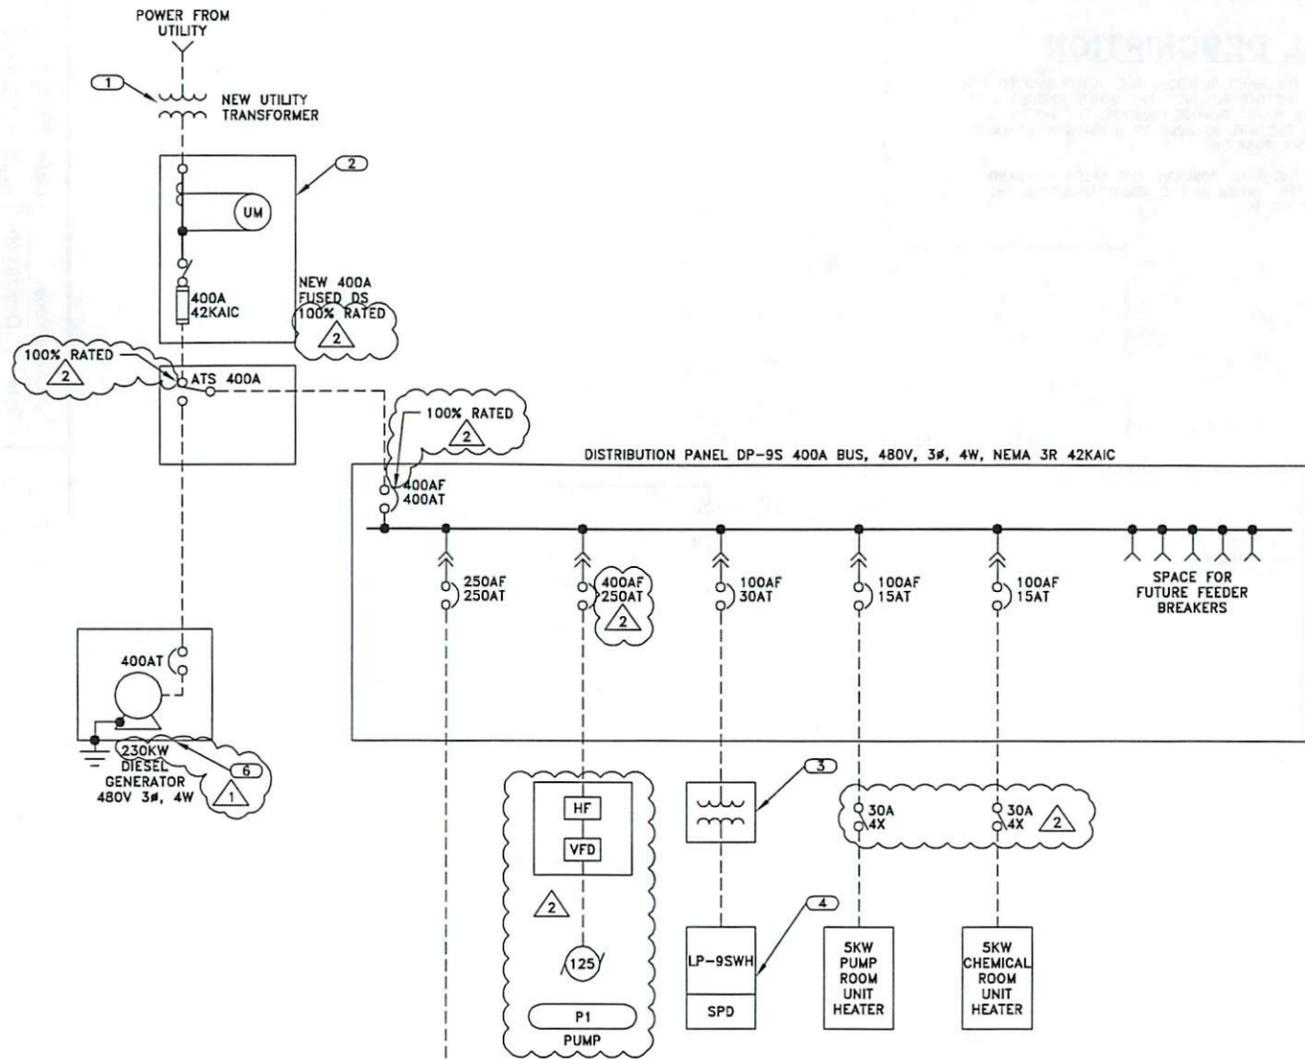 POWER FROM
UTILITY
1
NEW UTILITY
TRANSFORMER
2
UM
400A
42KAIC
NEW 400A
FUSED DS
100% RATED
2
100% RATED
2
ATS 400A
100% RATED
2
DISTRIBUTION PANEL DP-9S 400A BUS, 480V, 3ø, 4W, NEMA 3R 42KAIC
400AF
400AT
250AF
250AT
400AF
250AT
2
100AF
30AT
100AF
15AT
100AF
15AT
SPACE FOR
FUTURE FEEDER
BREAKERS
400AT
230KW
DIESEL
GENERATOR
480V 3ø, 4W
6
1
HF
VFD
2
125
P1
PUMP
3
30A
4X
30A
4X
2
4
LP-9SWH
SPD
5KW
PUMP
ROOM
UNIT
HEATER
5KW
CHEMICAL
ROOM
UNIT
HEATER